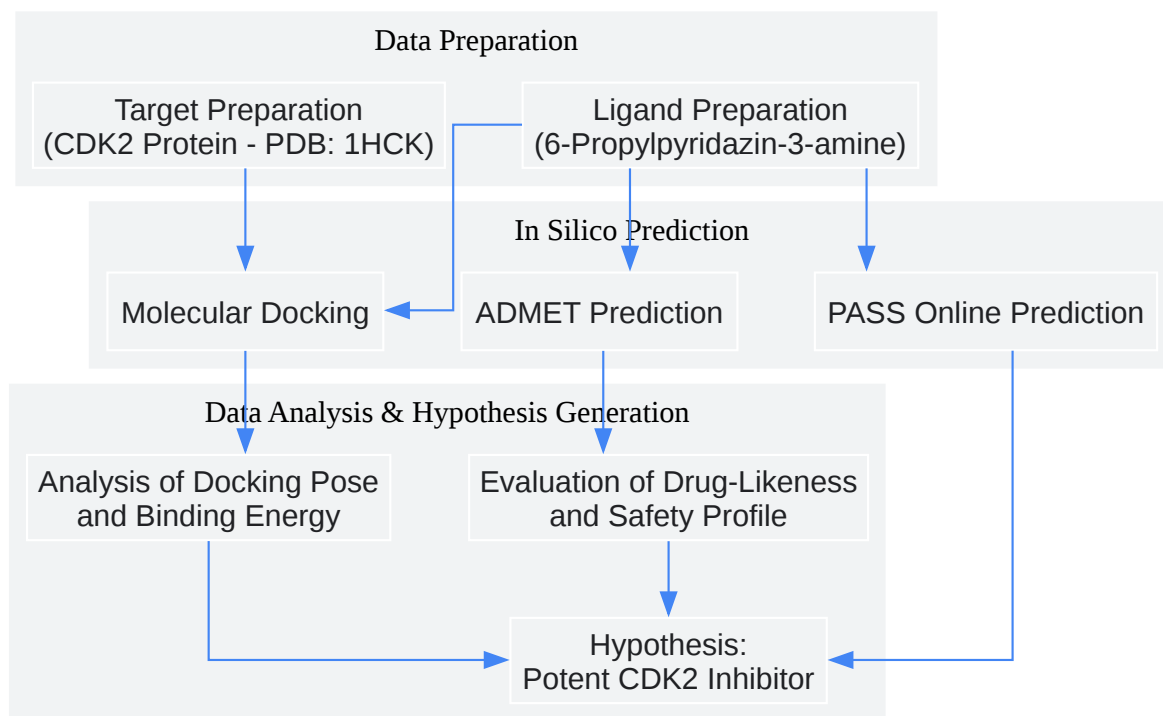 Data Preparation
Target Preparation
(CDK2 Protein - PDB: 1HCK)
Ligand Preparation
(6-Propylpyridazin-3-amine)
In Silico Prediction
Molecular Docking
ADMET Prediction
PASS Online Prediction
Data Analysis & Hypothesis Generation
Analysis of Docking Pose
and Binding Energy
Evaluation of Drug-Likeness
and Safety Profile
Hypothesis:
Potent CDK2 Inhibitor